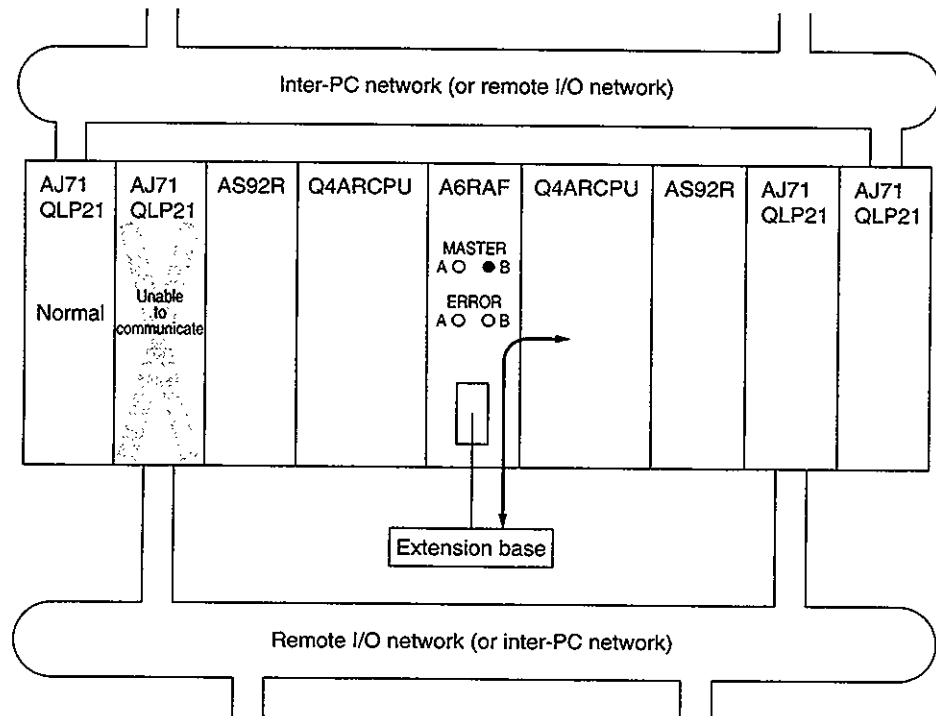 Inter-PC network (or remote I/O network)
AJ71
QLP21
AJ71
QLP21
AS92R
Q4ARCPU
A6RAF
Q4ARCPU
AS92R
AJ71
QLP21
AJ71
QLP21
Normal
Unable
to
communicate
MASTER
A B
ERROR
A B
Extension base
Remote I/O network (or inter-PC network)